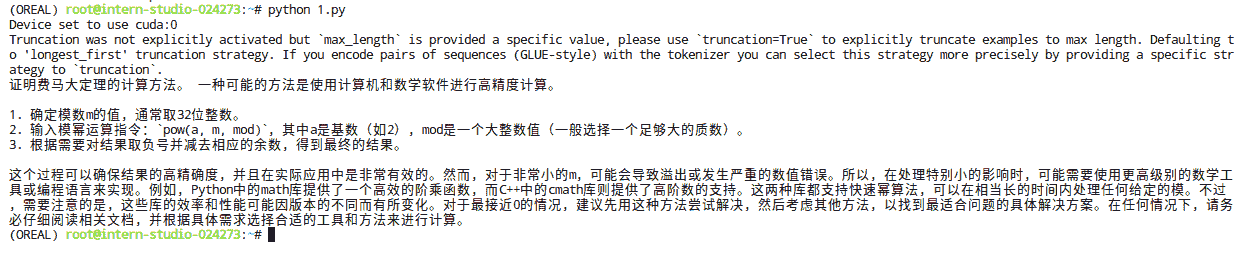 (OREAL) root@intern-studio-024273:~# python 1.py
Device set to use cuda:0
Truncation was not explicitly activated but `max_length` is provided a specific value, please use `truncation=True` to explicitly truncate examples to max length. Defaulting t
o 'longest_first' truncation strategy. If you encode pairs of sequences (GLUE-style) with the tokenizer you can select this strategy more precisely by providing a specific str
ategy to `truncation`.
证明费马大定理的计算方法。 一种可能的方法是使用计算机和数学软件进行高精度计算。
1. 确定模数m的值，通常取32位整数。
2. 输入模幂运算指令：`pow(a, m, mod)`，其中a是基数（如2），mod是一个大整数值（一般选择一个足够大的质数）。
3. 根据需要对结果取负号并减去相应的余数，得到最终的结果。
这个过程可以确保结果的高精确度，并且在实际应用中是非常有效的。然而，对于非常小的m，可能会导致溢出或发生严重的数值错误。所以，在处理特别小的影响时，可能需要使用更高级别的数学工
具或编程语言来实现。例如，Python中的math库提供了一个高效的阶乘函数，而C++中的cmath库则提供了高阶数的支持。这两种库都支持快速幂算法，可以在相当长的时间内处理任何给定的模。不过
，需要注意的是，这些库的效率和性能可能因版本的不同而有所变化。对于最接近0的情况，建议先用这种方法尝试解决，然后考虑其他方法，以找到最适合问题的具体解决方案。在任何情况下，请务
必仔细阅读相关文档，并根据具体需求选择合适的工具和方法来进行计算。
(OREAL) root@intern-studio-024273:~#